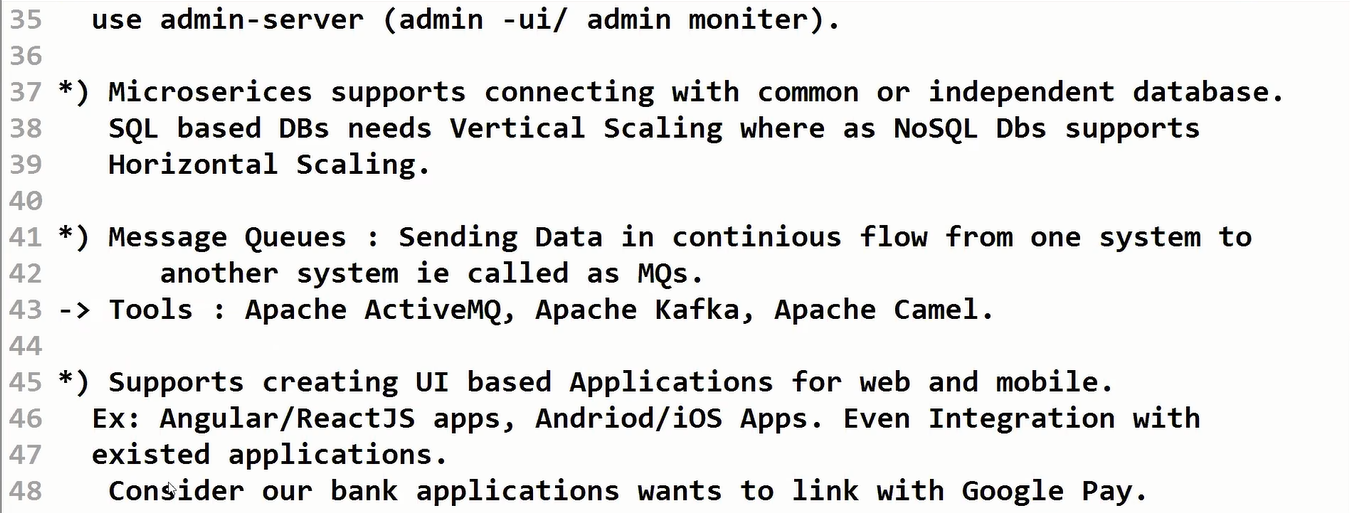 35 use admin-server (admin -ui/ admin moniter).
36
37 *) Microserices supports connecting with common or independent database.
38 SQL based DBs needs Vertical Scaling where as NoSQL Dbs supports
39 Horizontal Scaling.
40
41 *) Message Queues : Sending Data in continious flow from one system to
42 another system ie called as MQs.
43 -> Tools : Apache ActiveMQ, Apache Kafka, Apache Camel.
44
45 *) Supports creating UI based Applications for web and mobile.
46 Ex: Angular/ReactJS apps, Andriod/iOS Apps. Even Integration with
47 existed applications.
48 Consider our bank applications wants to link with Google Pay.